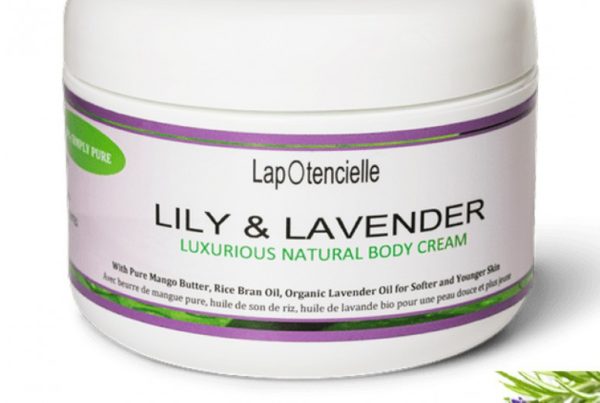 SIMPLY PURE
LapOtencielle
LILY & LAVENDER
LUXURIOUS NATURAL BODY CREAM
With Pure Mango Butter, Rice Bran Oil, Organic Lavender Oil for Softer and Younger Skin
Avec beurre de mangue pure, huile de son de riz, huile de lavande bio pour une peau douce et plus jeune